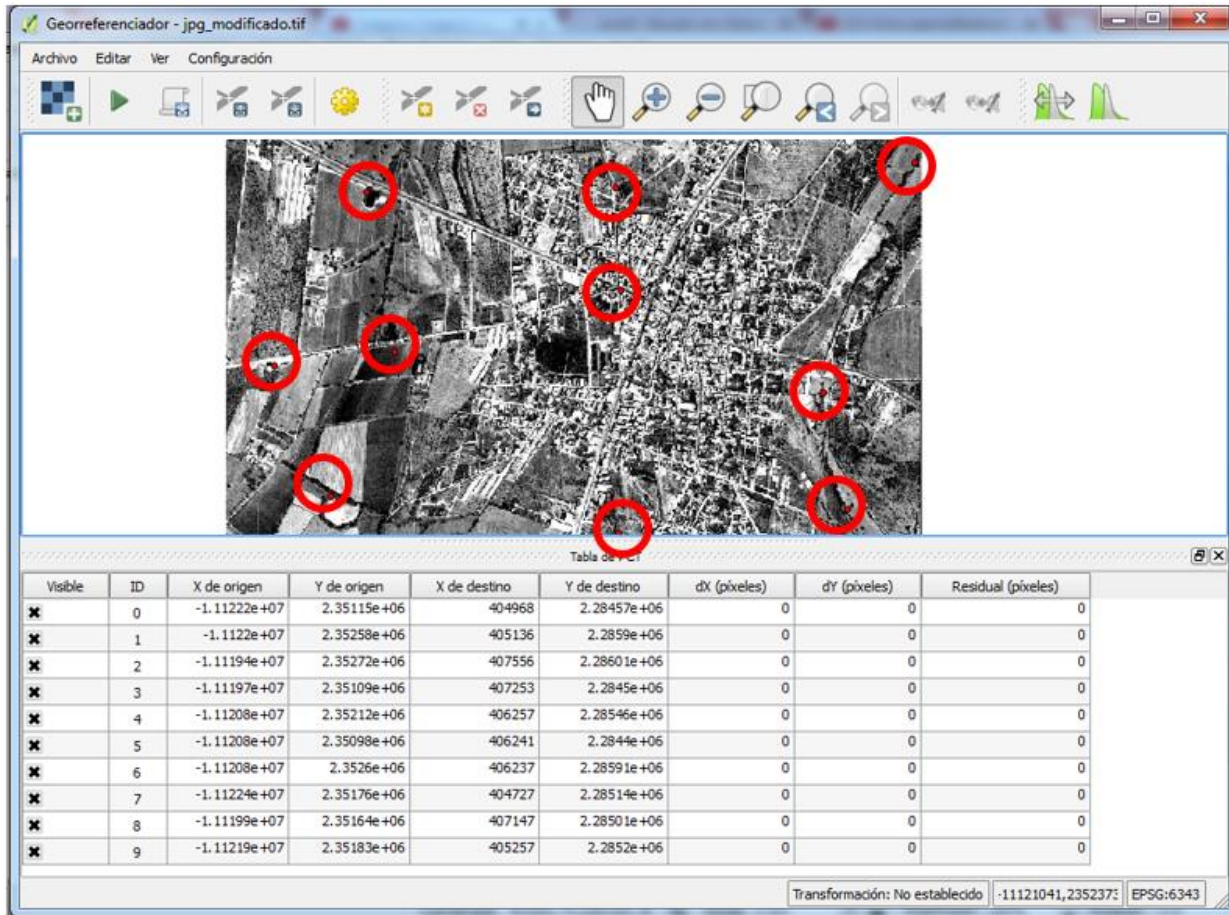 Georreferenciador - jpg_modificado.tif
Archivo Editar Ver Configuración
Tabla de
Visible ID X de origen Y de origen X de destino Y de destino dX (píxeles) dY (píxeles) Residual (píxeles)
0 -1.11222e+07 2.35115e+06 404968 2.28457e+06 0 0 0
1 -1.1122e+07 2.35258e+06 405136 2.2859e+06 0 0 0
2 -1.11194e+07 2.35272e+06 407556 2.28601e+06 0 0 0
3 -1.11197e+07 2.35109e+06 407253 2.2845e+06 0 0 0
4 -1.11208e+07 2.35212e+06 406257 2.28546e+06 0 0 0
5 -1.11208e+07 2.35098e+06 406241 2.2844e+06 0 0 0
6 -1.11208e+07 2.3526e+06 406237 2.28591e+06 0 0 0
7 -1.11224e+07 2.35176e+06 404727 2.28514e+06 0 0 0
8 -1.11199e+07 2.35164e+06 407147 2.28501e+06 0 0 0
9 -1.11219e+07 2.35183e+06 405257 2.2852e+06 0 0 0
Transformación: No establecido -11121041,2352373 EPSG:6343